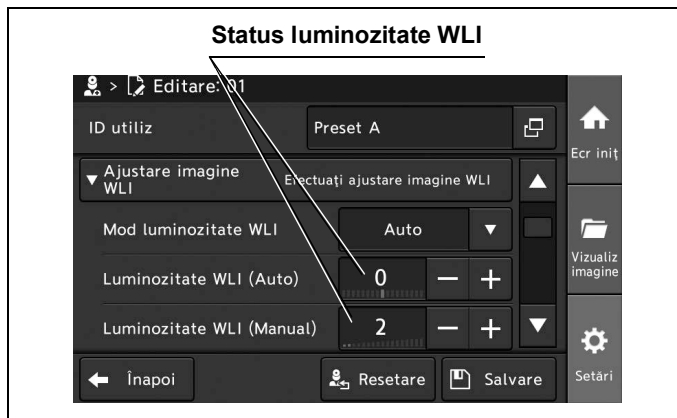 Status luminozitate WLI
> Editare: 01
ID utiliz
Preset A
Ecr iniț
Ajustare imagine
WLI
Efectuați ajustare imagine WLI
Mod luminozitate WLI
Auto
Vizualiz
imagine
Luminozitate WLI (Auto)
0
Luminozitate WLI (Manual)
2
Înapoi
Resetare
Salvare
Setări